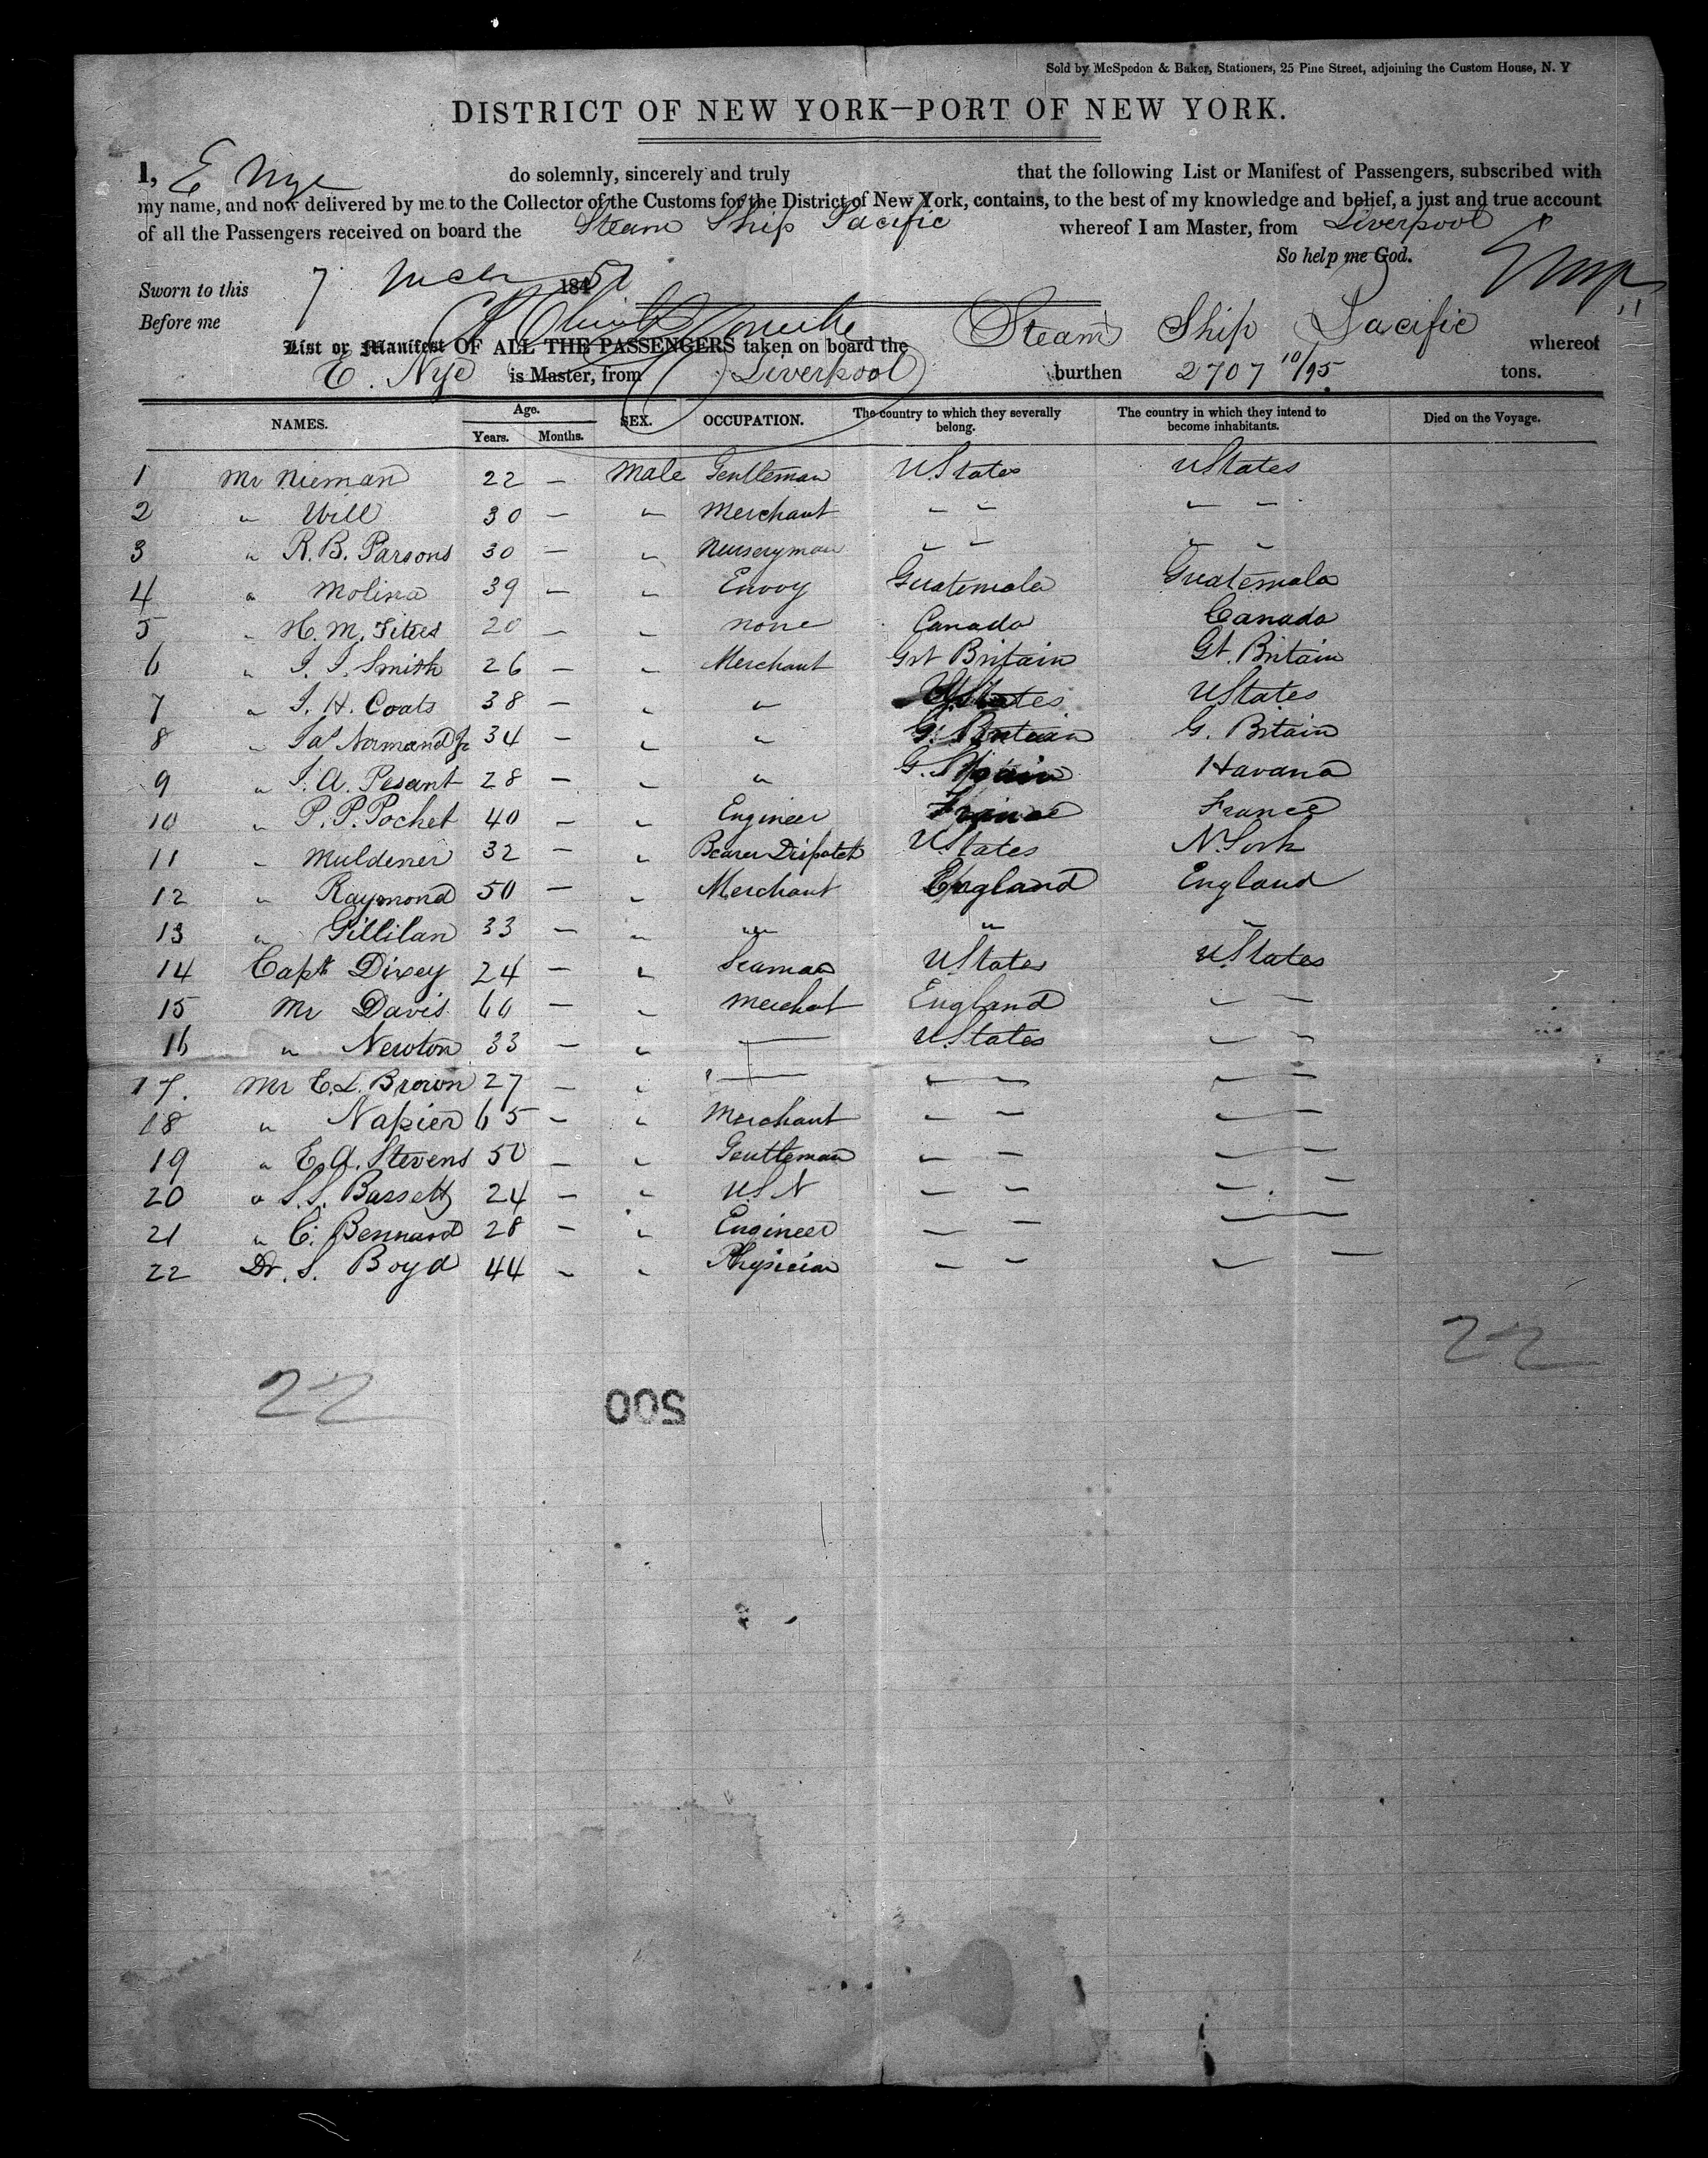 Sold by McSpedon & Baker, Stationers, 25 Pine Street, adjoining the Custom House, N. Y
DISTRICT OF NEW YORK—PORT OF NEW YORK.
I, E Nye do solemnly, sincerely and truly that the following List or Manifest of Passengers, subscribed with
my name, and now delivered by me to the Collector of the Customs for the District of New York, contains, to the best of my knowledge and belief, a just and true account
of all the Passengers received on board the Steam Ship Pacific whereof I am Master, from Liverpool
So help me God.
Sworn to this 7 18451
Before me
List or Manifest OF ALL THE PASSENGERS taken on board the Steam Ship Pacific whereof
E. Nye is Master, from Liverpool burthen 2707 10/95 tons.
NAMES. Age. Years. Months. SEX. OCCUPATION. The country to which they severally belong. The country in which they intend to become inhabitants. Died on the Voyage.
1 Mr Nieman 22 — Male Gentleman U.States UStates
2 " Will 30 — " Merchant " " " "
3 " R.B. Parsons 30 — " Nurseryman " " " "
4 " Molina 39 — " Envoy Guatemala Guatemala
5 " H.M. 20 — " none Canada Canada
6 " J.J. Smith 26 — " Merchant Grt Britain Gt. Britain
7 " J.H. Coats 38 — " " UStates UStates
8 " Jas Normand Jr 34 — " " G. Britain G. Bitain
9 " J.A. Pesant 28 — " " G. Spain Havana
10 " P.P. Pochet 40 — " Engineer France France
11 " Muldener 32 — " Bearer Dispatch U.States N York
12 " Raymond 50 — " Merchant England England
13 " Gillilan 33 — " " " "
14 Capt Dixey 24 — " Seaman U.States U.States
15 Mr Davis 60 — " Merchat England " "
16 " Newton 33 — " — U.States " "
17. Mr E.L. Brown 27 — " — " " " "
18 " Napier 65 — " Merchant " " " "
19 " E.A. Stevens 50 — " Gentleman " " " "
20 " S.S. Bassett 24 — " U.S.N " " " "
21 " C. Bennard 28 — " Engineer " " " "
22 Dr. S. Boyd 44 — " Physician " " " "
22
22 500